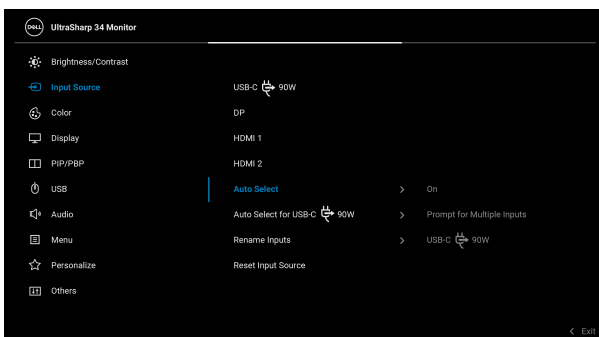 DELL UltraSharp 34 Monitor
Brightness/Contrast
Input Source USB-C 90W
Color DP
Display HDMI 1
PIP/PBP HDMI 2
USB Auto Select > On
Audio Auto Select for USB-C 90W > Prompt for Multiple Inputs
Menu Rename Inputs > USB-C 90W
Personalize Reset Input Source
Others
< Exit